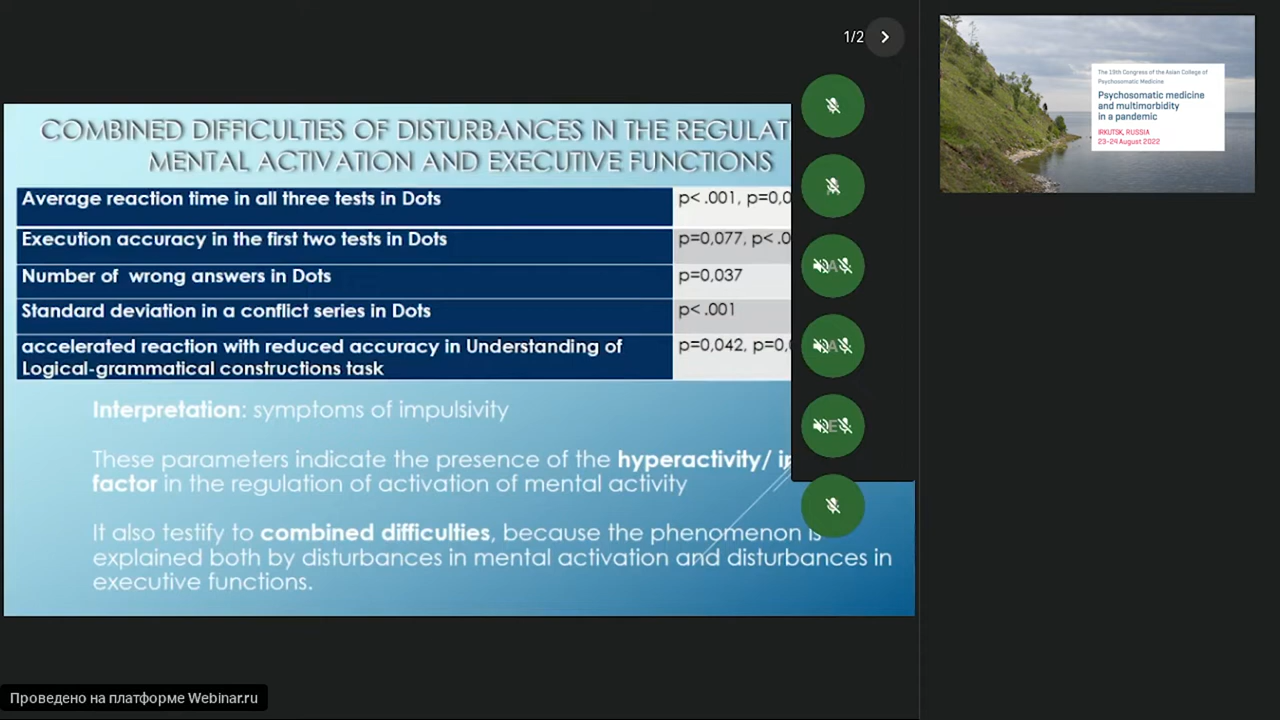 1/2
COMBINED DIFFICULTIES OF DISTURBANCES IN THE REGULAT
MENTAL ACTIVATION AND EXECUTIVE FUNCTIONS
Average reaction time in all three tests in Dots
p< .001, p=0,0
Execution accuracy in the first two tests in Dots
p=0,077, p< .0
Number of wrong answers in Dots
p=0,037
Standard deviation in a conflict series in Dots
p< .001
accelerated reaction with reduced accuracy in Understanding of
Logical-grammatical constructions task
p=0,042, p=0,
Interpretation: symptoms of impulsivity
These parameters indicate the presence of the hyperactivity/
factor in the regulation of activation of mental activity
It also testify to combined difficulties, because the phenomenon is
explained both by disturbances in mental activation and disturbances in
executive functions.
The 19th Congress of the Asian College of
Psychosomatic Medicine
Psychosomatic medicine
and multimorbidity
in a pandemic
IRKUTSK, RUSSIA
23-24 August 2022
Проведено на платформе Webinar.ru